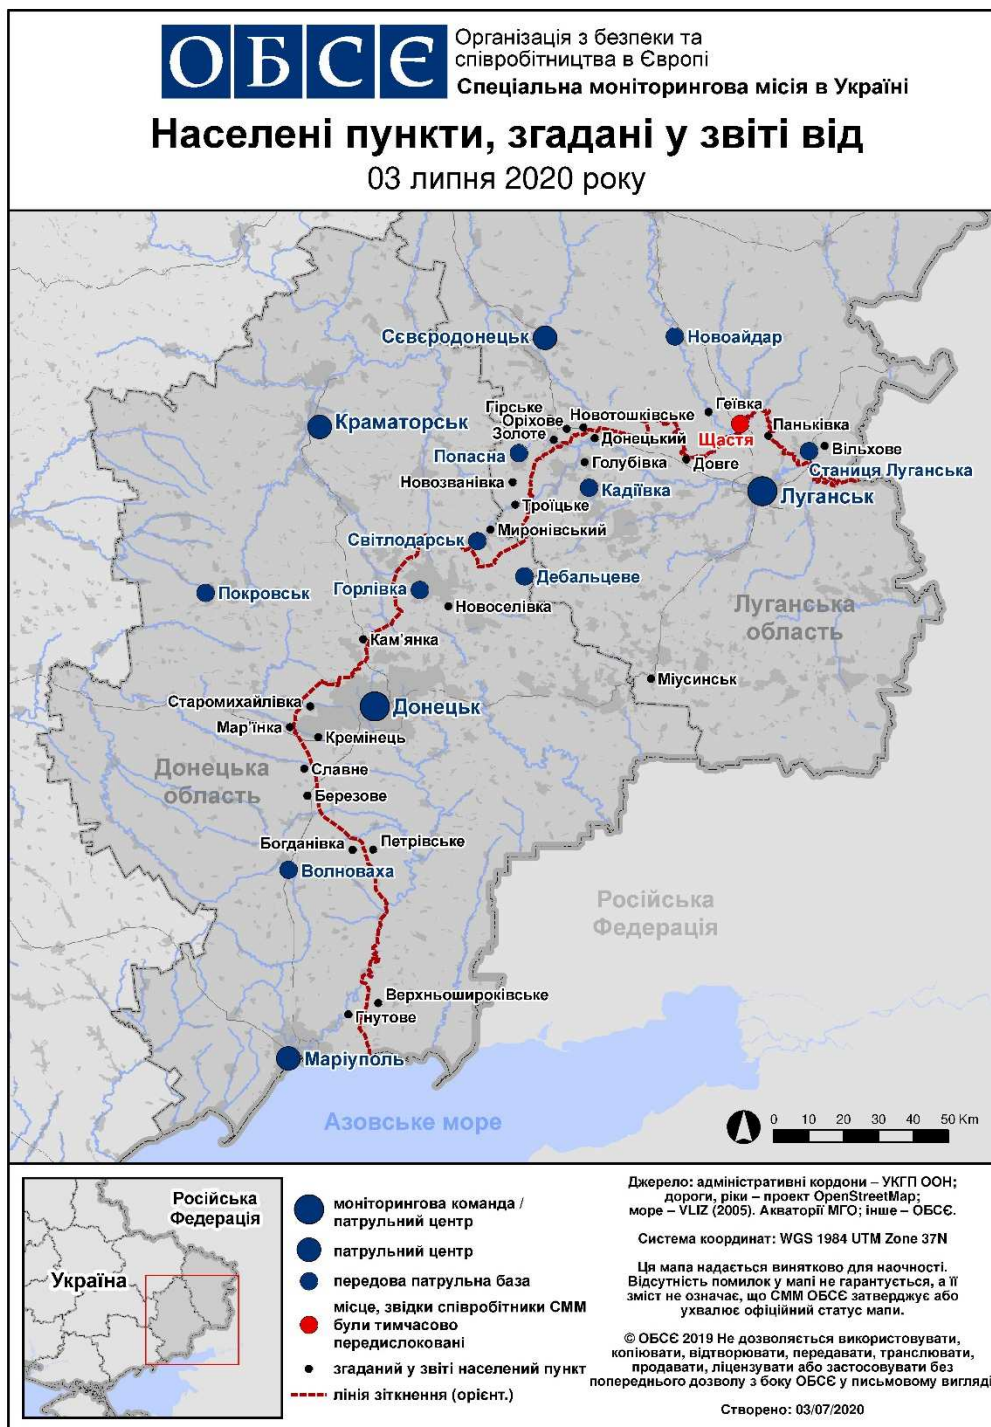 ОБСЄ
Організація з безпеки та
співробітництва в Європі
Спеціальна моніторингова місія в Україні
Населені пункти, згадані у звіті від
03 липня 2020 року
Сєвєродонецьк
Новоайдар
Геївка
Гірське
Оріхове
Новотошківське
Краматорськ
Золоте
Донецький
Щастя
Паньківка
Вільхове
Попасна
Голубівка
Довге
Станиця Луганська
Новозванівка
Кадіївка
Луганськ
Троїцьке
Миронівський
Світлодарськ
Дебальцеве
Покровськ
Горлівка
Новоселівка
Луганська
область
Кам'янка
Міусинськ
Старомихайлівка
Донецьк
Мар'їнка
Кремінець
Донецька
область
Славне
Березове
Богданівка
Петрівське
Волноваха
Російська
Федерація
Верхньошироківське
Гнутове
Маріуполь
Азовське море
0 10 20 30 40 50 Km
Російська
Федерація
Україна
моніторингова команда /
патрульний центр
патрульний центр
передова патрульна база
місце, звідки співробітники СММ
були тимчасово
передислоковані
згаданий у звіті населений пункт
лінія зіткнення (орієнт.)
Джерело: адміністративні кордони – УКГП ООН;
дороги, ріки – проект OpenStreetMap;
море – VLIZ (2005). Акваторії МГО; інше – ОБСЄ.
Система координат: WGS 1984 UTM Zone 37N
Ця мапа надається винятково для наочності.
Відсутність помилок у мапі не гарантується, а її
зміст не означає, що СММ ОБСЄ затверджує або
ухвалює офіційний статус мапи.
© ОБСЄ 2019 Не дозволяється використовувати,
копіювати, відтворювати, передавати, транслювати,
продавати, ліцензувати або застосовувати без
попереднього дозволу з боку ОБСЄ у письмовому вигляді
Створено: 03/07/2020